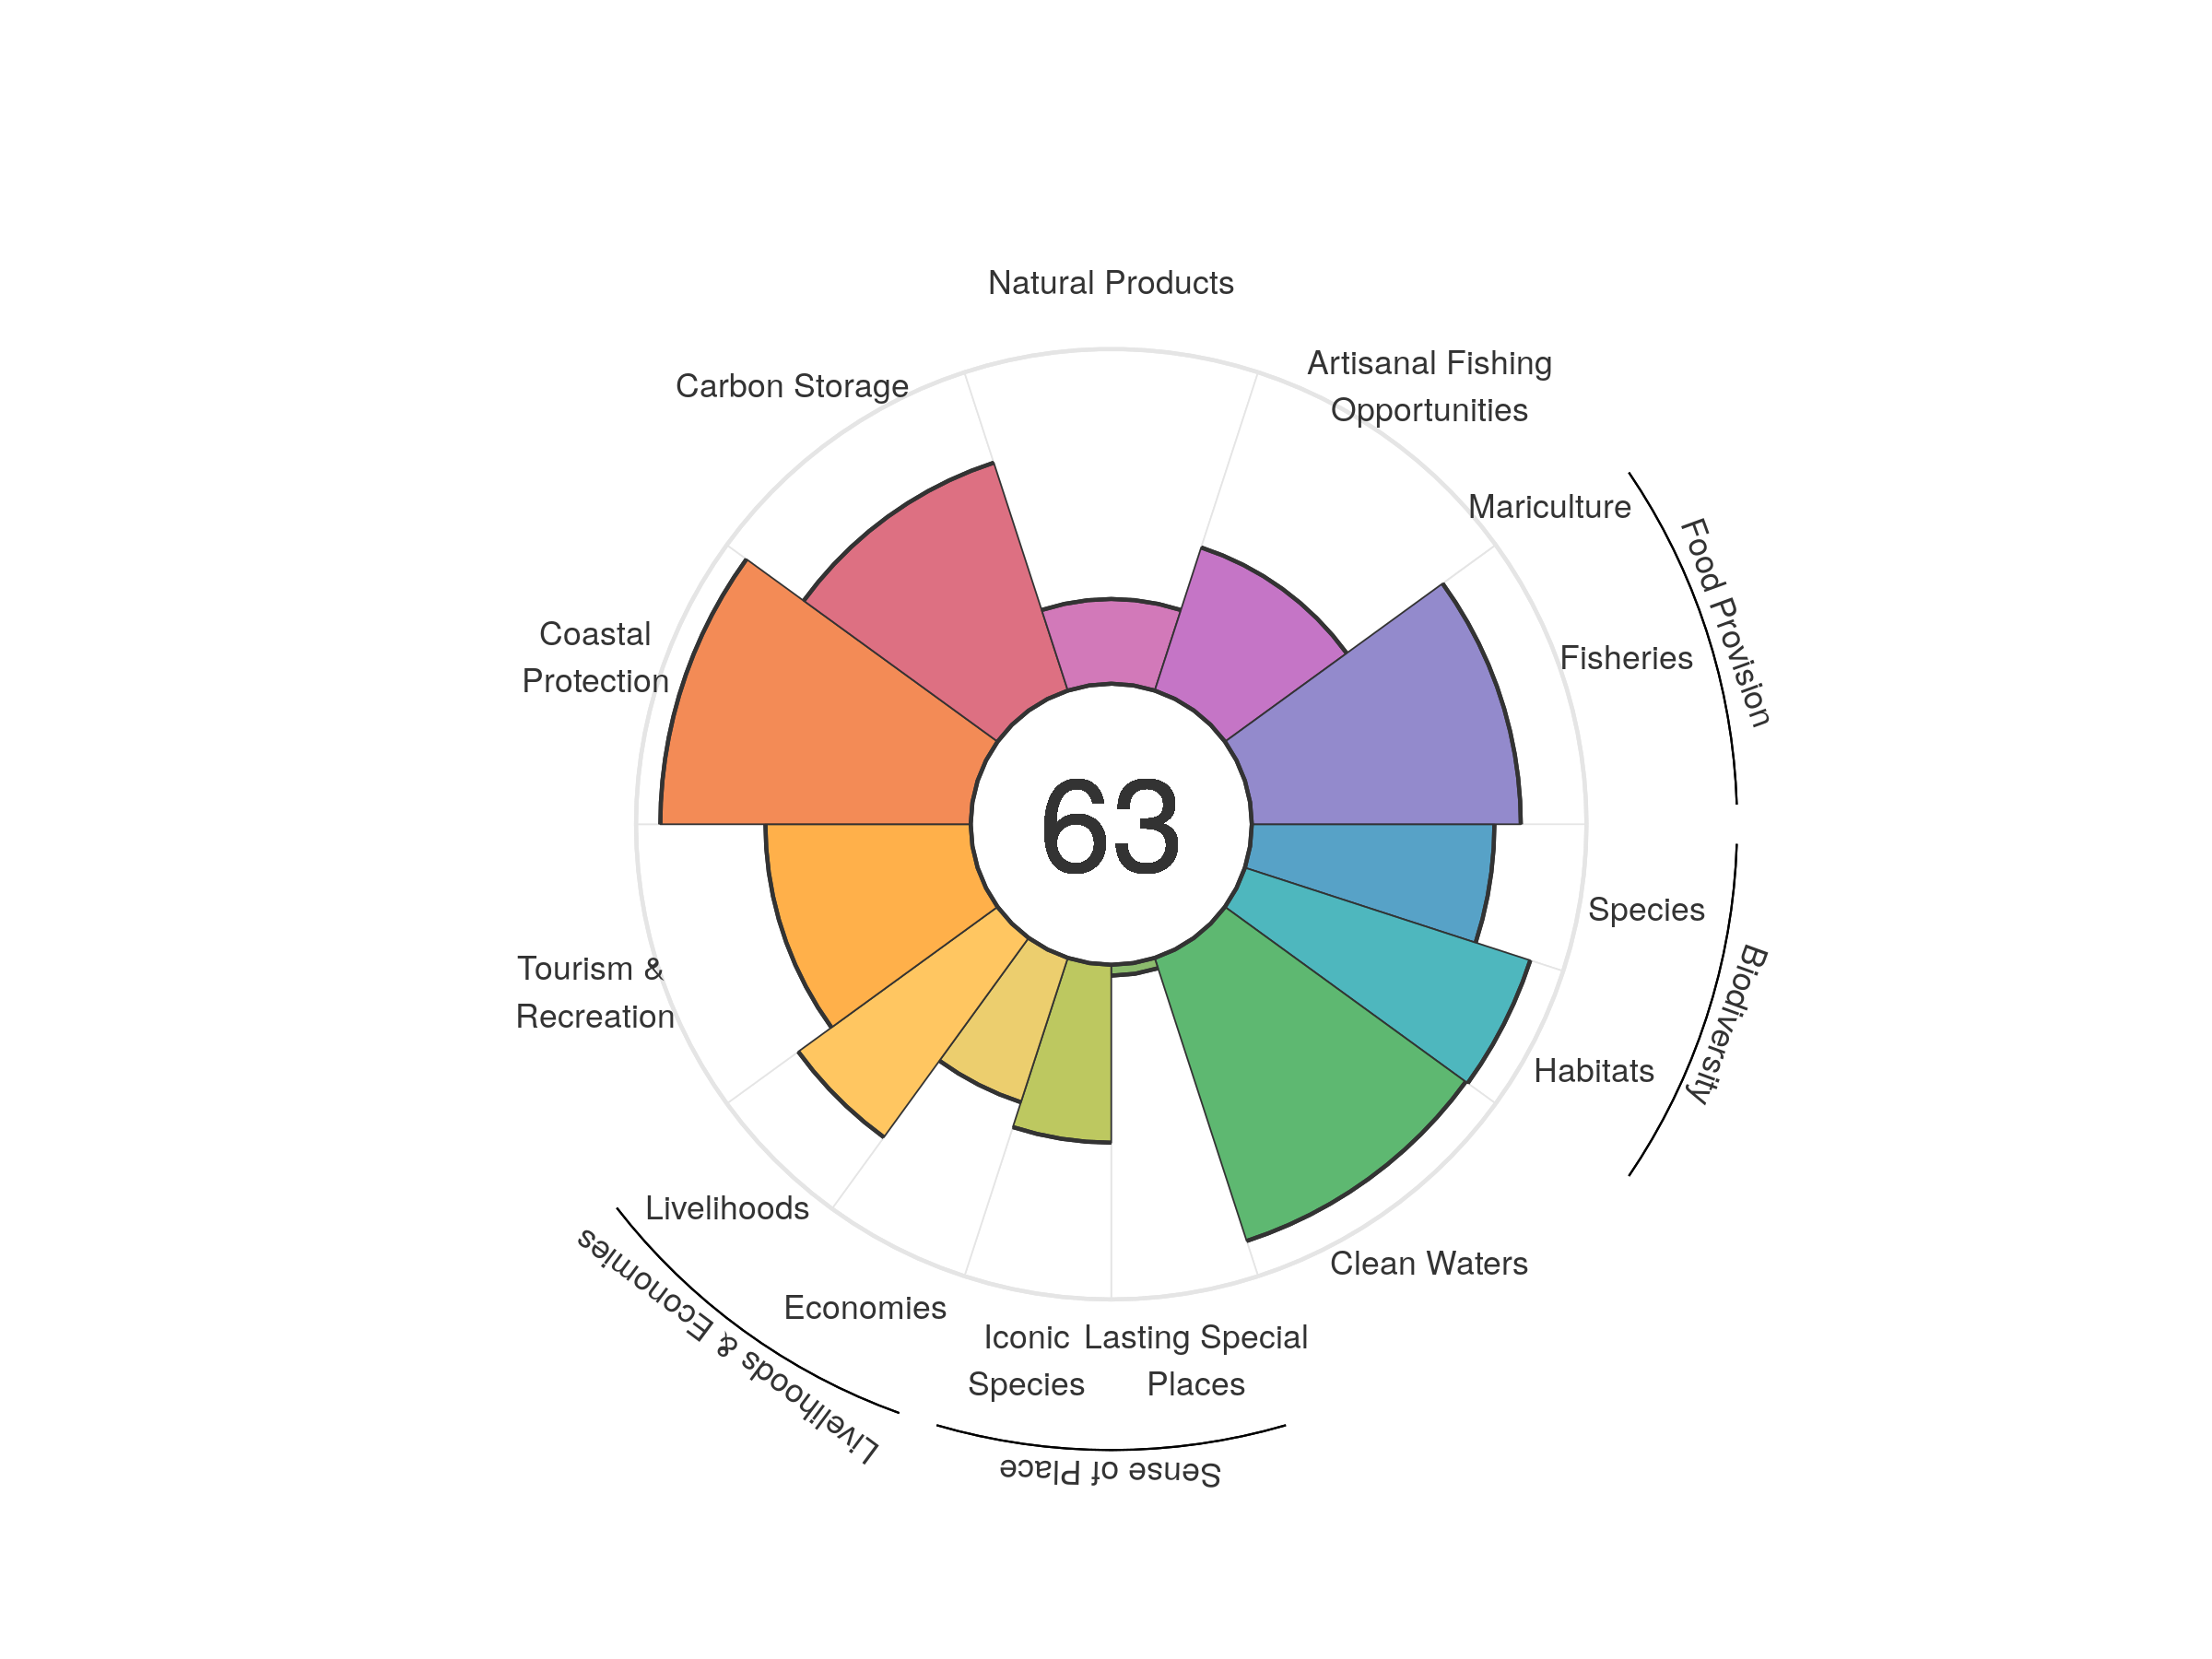 Natural Products
Artisanal Fishing
Opportunities
Carbon Storage
Mariculture
Food Provision
Fisheries
Coastal
Protection
63
Species
Biodiversity
Tourism &
Recreation
Habitats
Livelihoods
Clean Waters
Economies
Livelihoods & Economies
Iconic
Species
Lasting Special
Places
Sense of Place